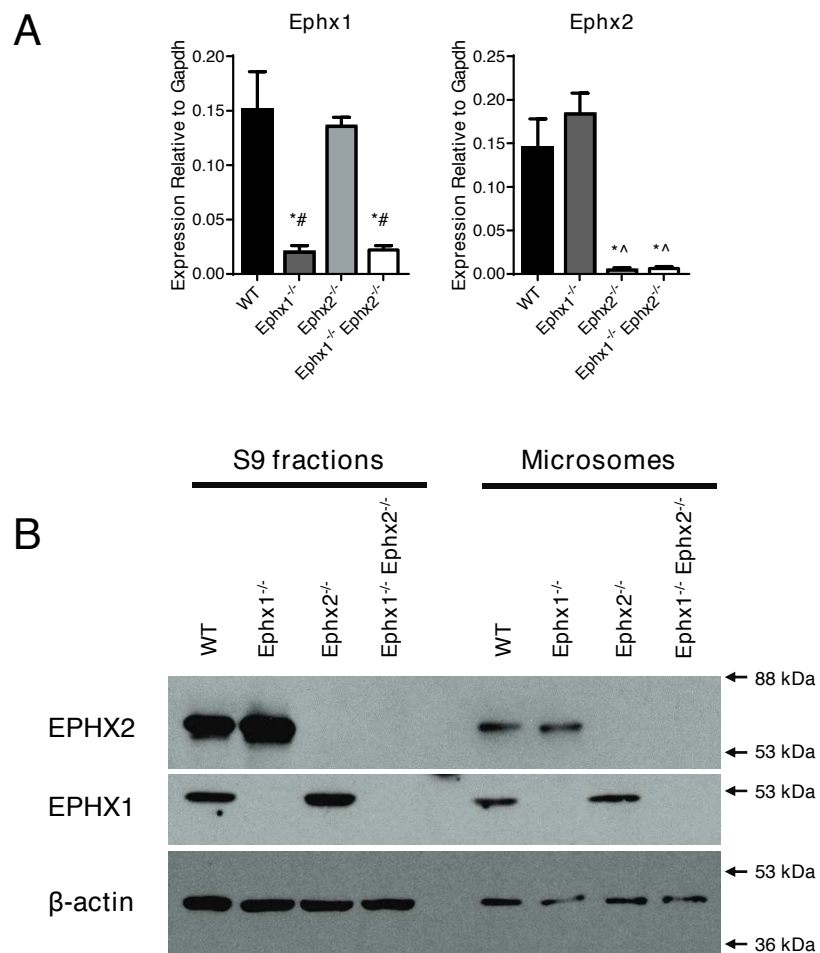 A
Ephx1
Expression Relative to Gapdh
0.20
0.15
0.10
0.05
0.00
*#
*#
WT
Ephx1-/-
Ephx2-/-
Ephx1-/- Ephx2-/-
Ephx2
Expression Relative to Gapdh
0.25
0.20
0.15
0.10
0.05
0.00
*^
*^
WT
Ephx1-/-
Ephx2-/-
Ephx1-/- Ephx2-/-
B
S9 fractions
Microsomes
WT
Ephx1-/-
Ephx2-/-
Ephx1-/- Ephx2-/-
WT
Ephx1-/-
Ephx2-/-
Ephx1-/- Ephx2-/-
EPHX2
88 kDa
53 kDa
EPHX1
53 kDa
β-actin
53 kDa
36 kDa